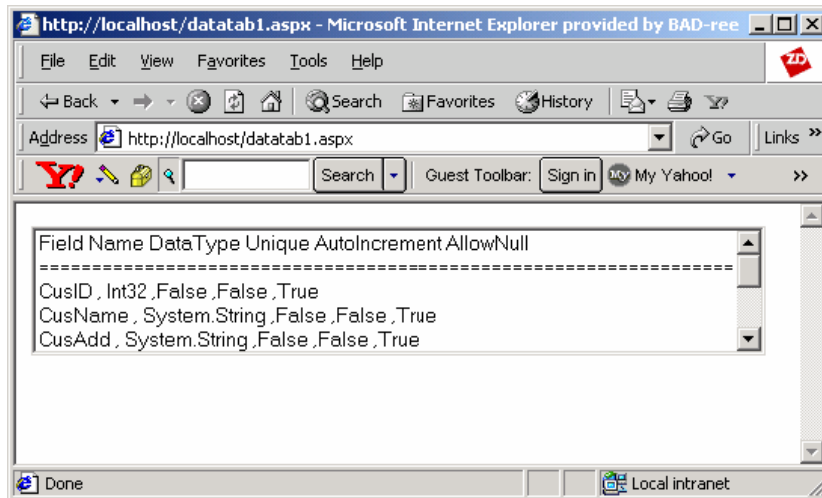 http://localhost/datatab1.aspx - Microsoft Internet Explorer provided by BAD-ree
File Edit View Favorites Tools Help
ZD
Back Search Favorites History Y?
Address http://localhost/datatab1.aspx Go Links »
Y? Search Guest Toolbar: Sign in My My Yahoo! »
Field Name DataType Unique AutoIncrement AllowNull
==================================================================
CusID , Int32 ,False ,False ,True
CusName , System.String ,False ,False ,True
CusAdd , System.String ,False ,False ,True
Done Local intranet